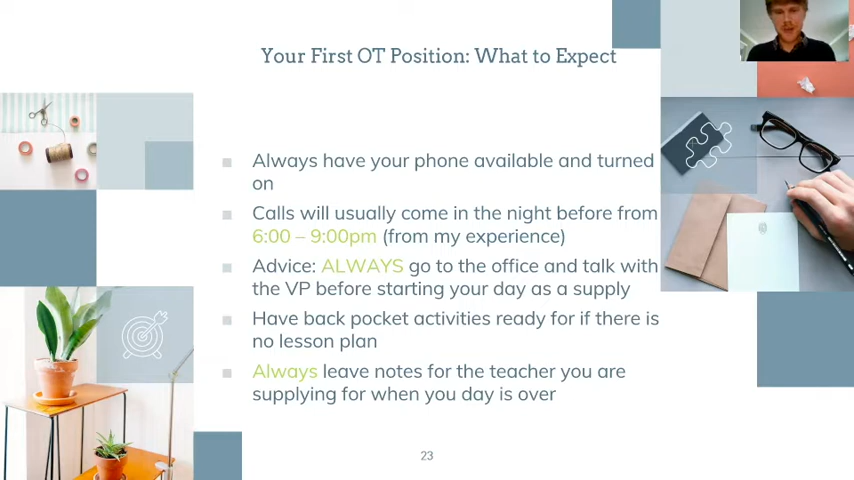 Your First OT Position: What to Expect
Always have your phone available and turned
on
Calls will usually come in the night before from
6:00 – 9:00pm (from my experience)
Advice: ALWAYS go to the office and talk with
the VP before starting your day as a supply
Have back pocket activities ready for if there is
no lesson plan
Always leave notes for the teacher you are
supplying for when you day is over
23